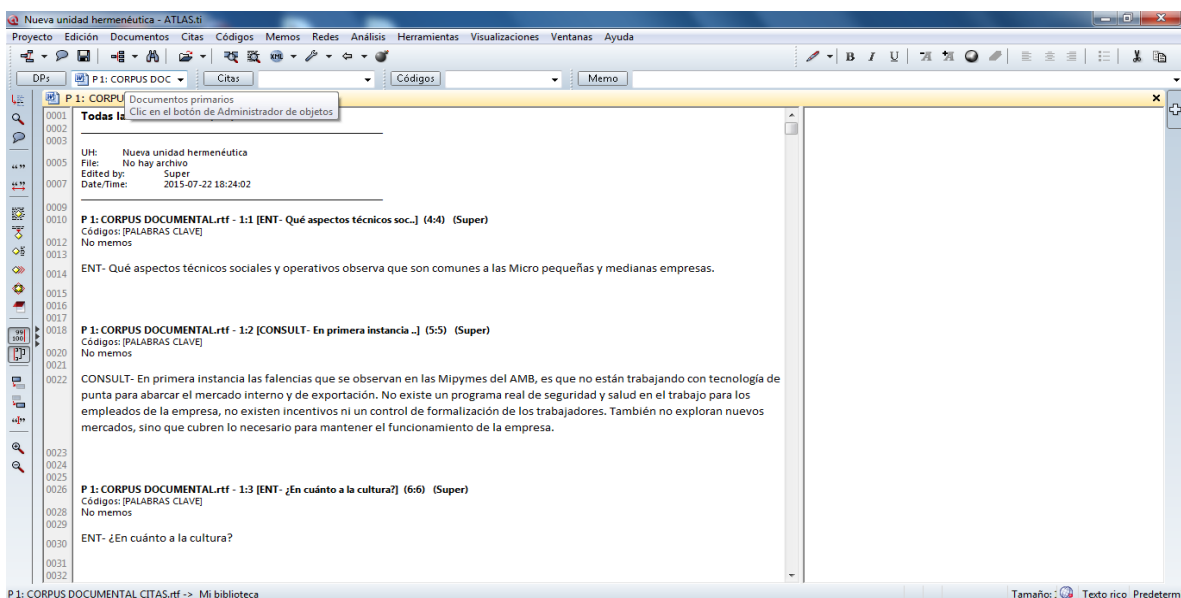 Nueva unidad hermenéutica - ATLAS.ti
Proyecto Edición Documentos Citas Códigos Memos Redes Análisis Herramientas Visualizaciones Ventanas Ayuda
B I U
DPs P 1: CORPUS DOC Citas Códigos Memo
P 1: CORPU
Documentos primarios
Clic en el botón de Administrador de objetos
0001 Todas la
0002
0003
UH: Nueva unidad hermenéutica
0005 File: No hay archivo
Edited by: Super
0007 Date/Time: 2015-07-22 18:24:02
0009
0010 P 1: CORPUS DOCUMENTAL.rtf - 1:1 [ENT- Qué aspectos técnicos soc..] (4:4) (Super)
Códigos: [PALABRAS CLAVE]
0012 No memos
0013
0014 ENT- Qué aspectos técnicos sociales y operativos observa que son comunes a las Micro pequeñas y medianas empresas.
0015
0016
0017
0018 P 1: CORPUS DOCUMENTAL.rtf - 1:2 [CONSULT- En primera instancia ..] (5:5) (Super)
Códigos: [PALABRAS CLAVE]
0020 No memos
0021
0022 CONSULT- En primera instancia las falencias que se observan en las Mipymes del AMB, es que no están trabajando con tecnología de
punta para abarcar el mercado interno y de exportación. No existe un programa real de seguridad y salud en el trabajo para los
empleados de la empresa, no existen incentivos ni un control de formalización de los trabajadores. También no exploran nuevos
mercados, sino que cubren lo necesario para mantener el funcionamiento de la empresa.
0023
0024
0025
0026 P 1: CORPUS DOCUMENTAL.rtf - 1:3 [ENT- ¿En cuánto a la cultura?] (6:6) (Super)
Códigos: [PALABRAS CLAVE]
0028 No memos
0029
0030 ENT- ¿En cuánto a la cultura?
0031
0032
P 1: CORPUS DOCUMENTAL CITAS.rtf -> Mi biblioteca Tamaño: Texto rico Predeterm